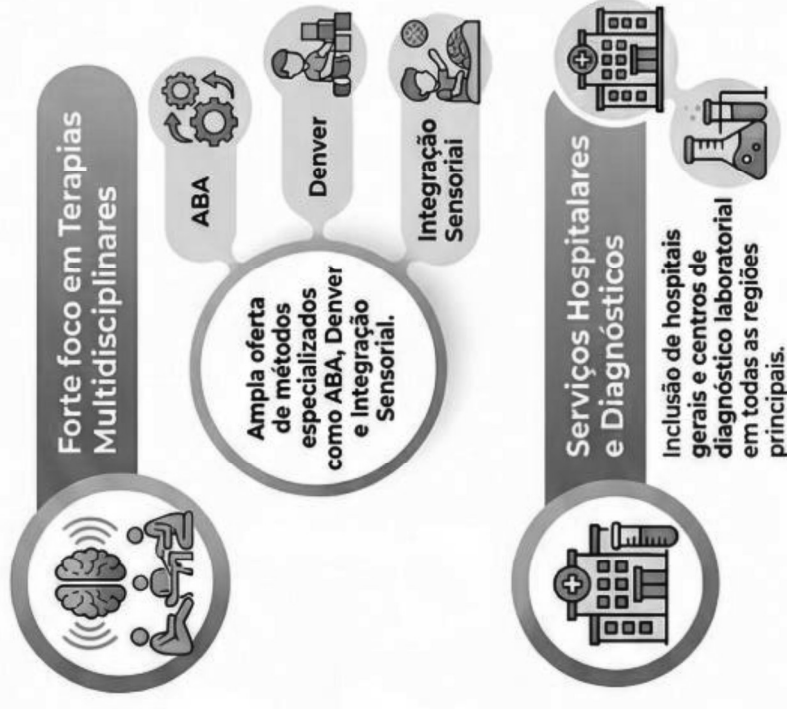 Forte foco em Terapias
Multidisciplinares
Ampla oferta
de métodos
especializados
como ABA, Denver
e Integração
Sensorial.
ABA
Denver
Integração
Sensorial
Serviços Hospitalares
e Diagnósticos
Inclusão de hospitais
gerais e centros de
diagnóstico laboratorial
em todas as regiões
principais.